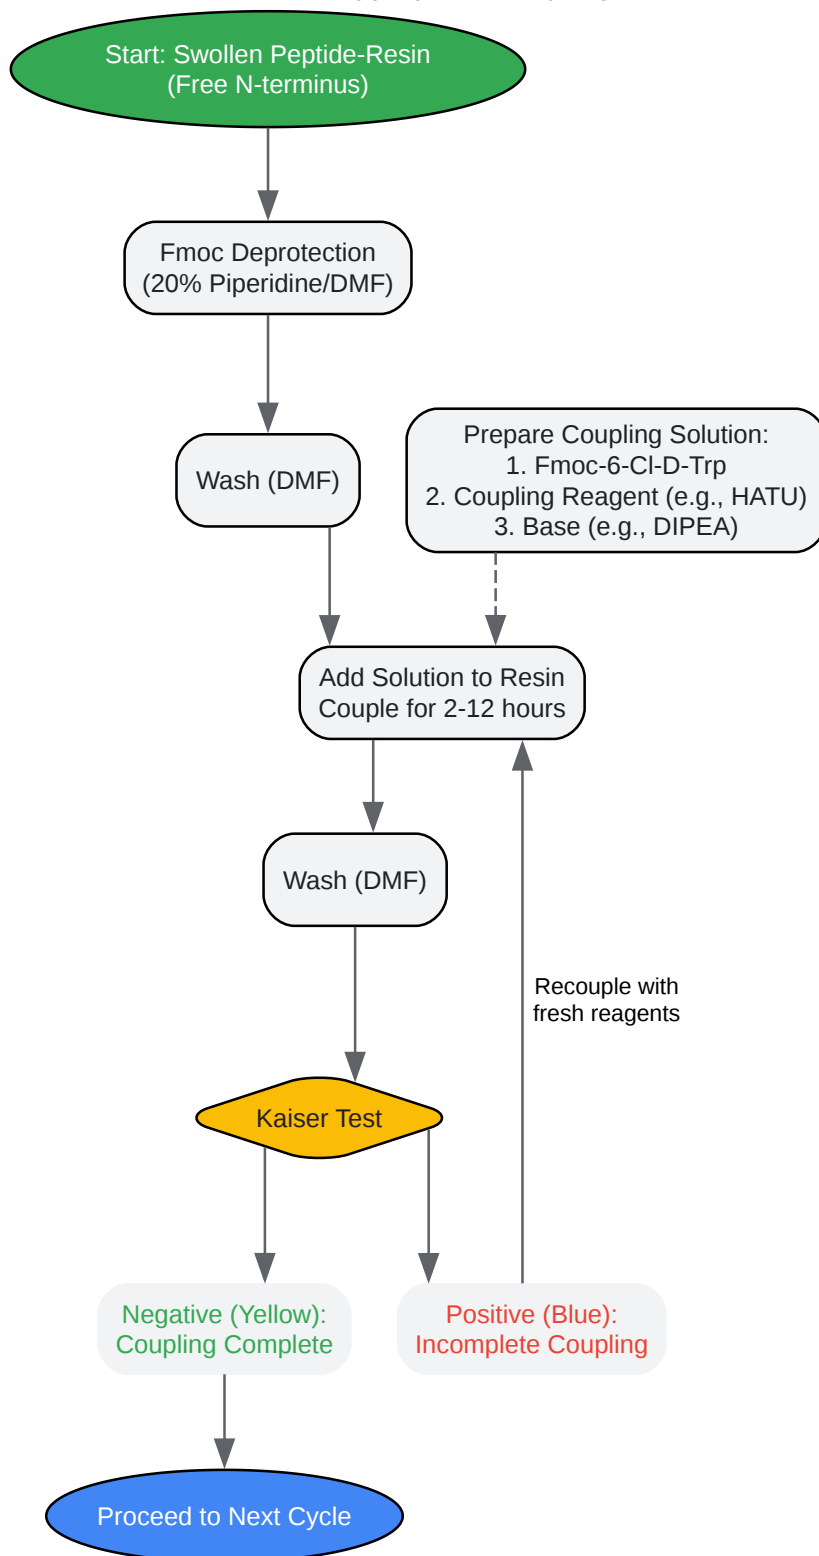 Start: Swollen Peptide-Resin
(Free N-terminus)
Fmoc Deprotection
(20% Piperidine/DMF)
Wash (DMF)
Prepare Coupling Solution:
1. Fmoc-6-Cl-D-Trp
2. Coupling Reagent (e.g., HATU)
3. Base (e.g., DIPEA)
Add Solution to Resin
Couple for 2-12 hours
Wash (DMF)
Recouple with
fresh reagents
Kaiser Test
Negative (Yellow):
Coupling Complete
Positive (Blue):
Incomplete Coupling
Proceed to Next Cycle